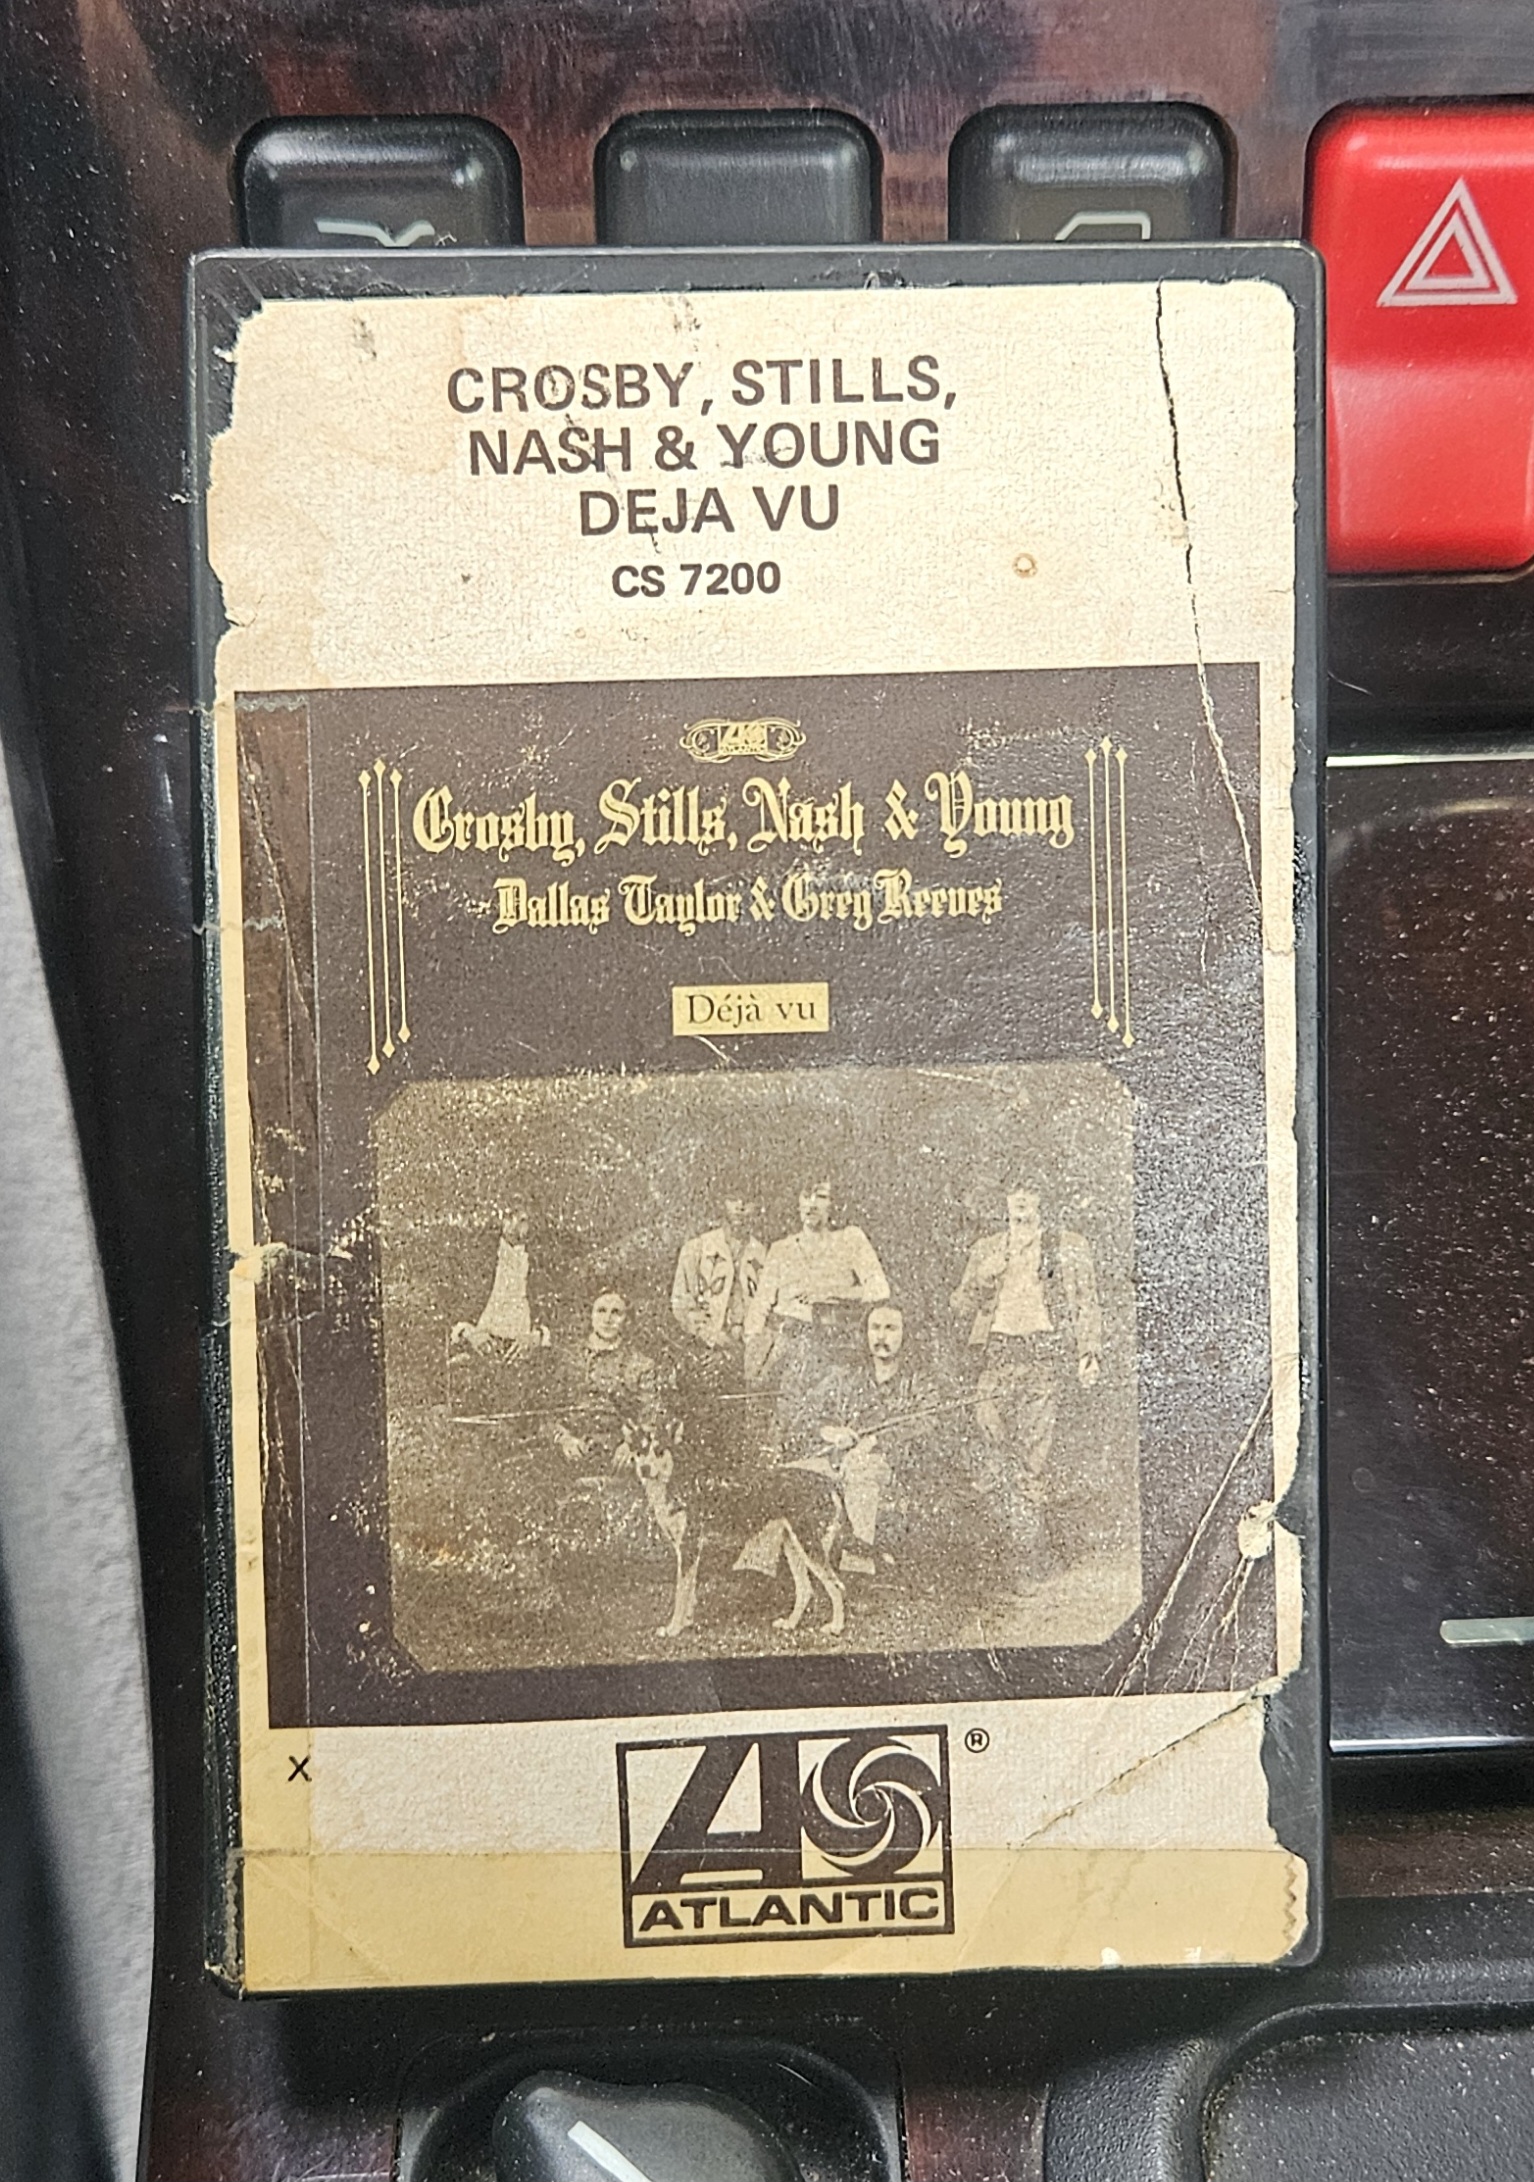 CROSBY, STILLS,
NASH & YOUNG
DEJA VU
CS 7200
Crosby, Stills, Nash & Young
Dallas Taylor & Greg Reeves
Déjà vu
X
®
ATLANTIC